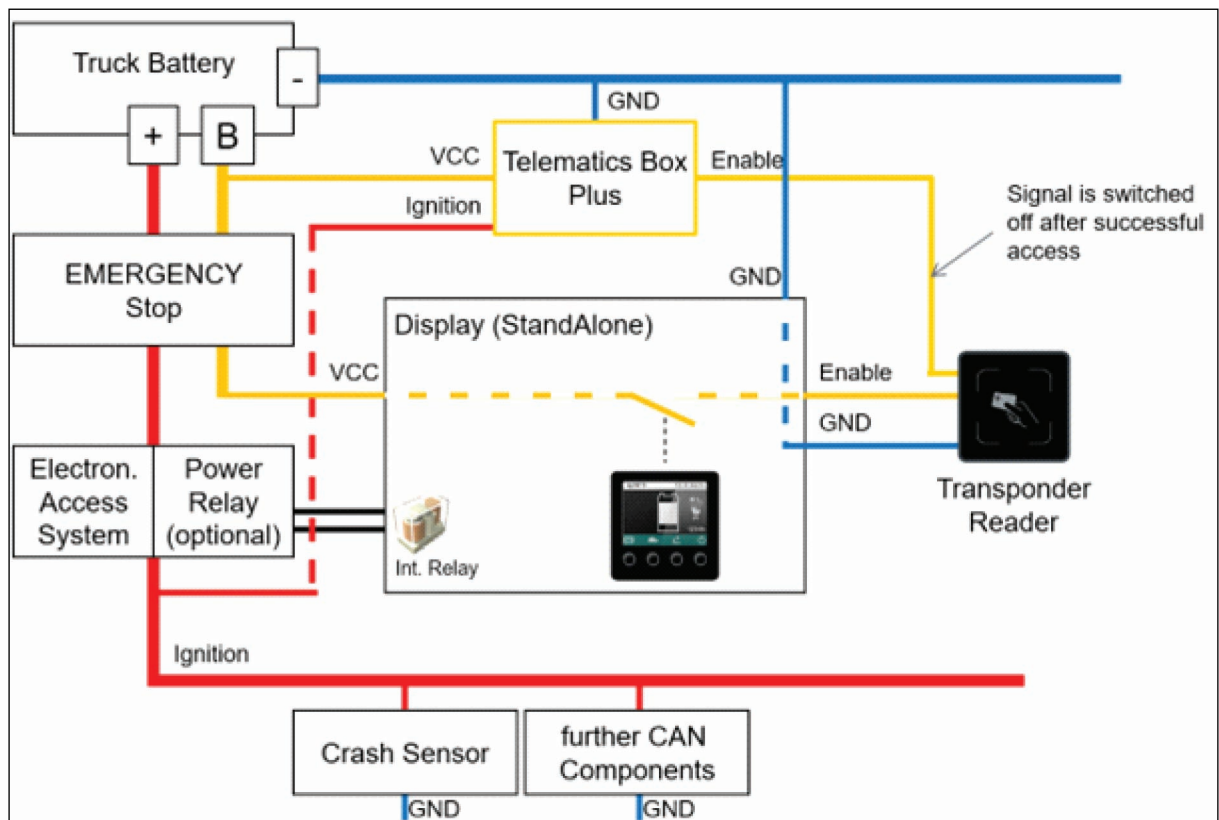 Truck Battery
-
+
B
GND
VCC
Telematics Box
Plus
Enable
Ignition
Signal is switched
off after successful
access
EMERGENCY
Stop
GND
Display (StandAlone)
VCC
Enable
GND
Electron.
Access
System
Power
Relay
(optional)
Int. Relay
Transponder
Reader
Ignition
Crash Sensor
further CAN
Components
GND
GND